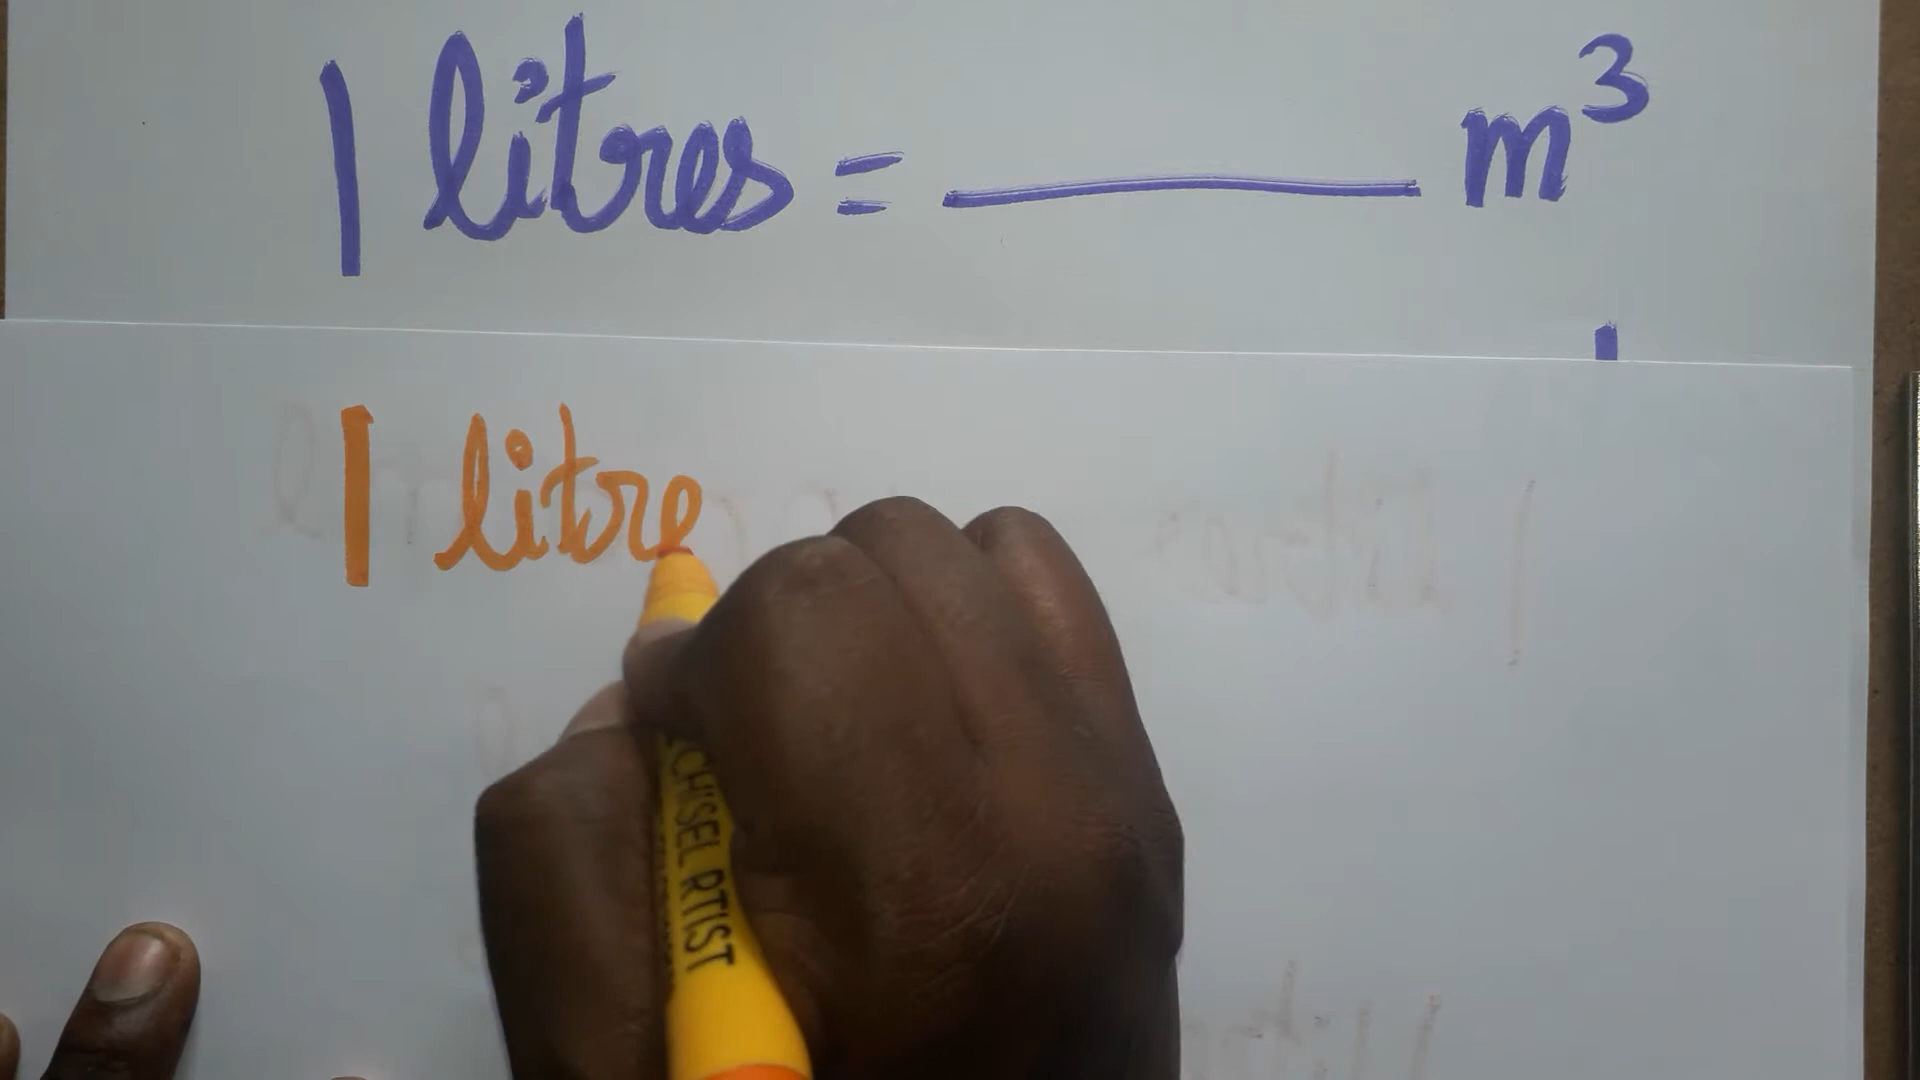 1 litres = ______ m³
1 litre
CHISEL RTIST